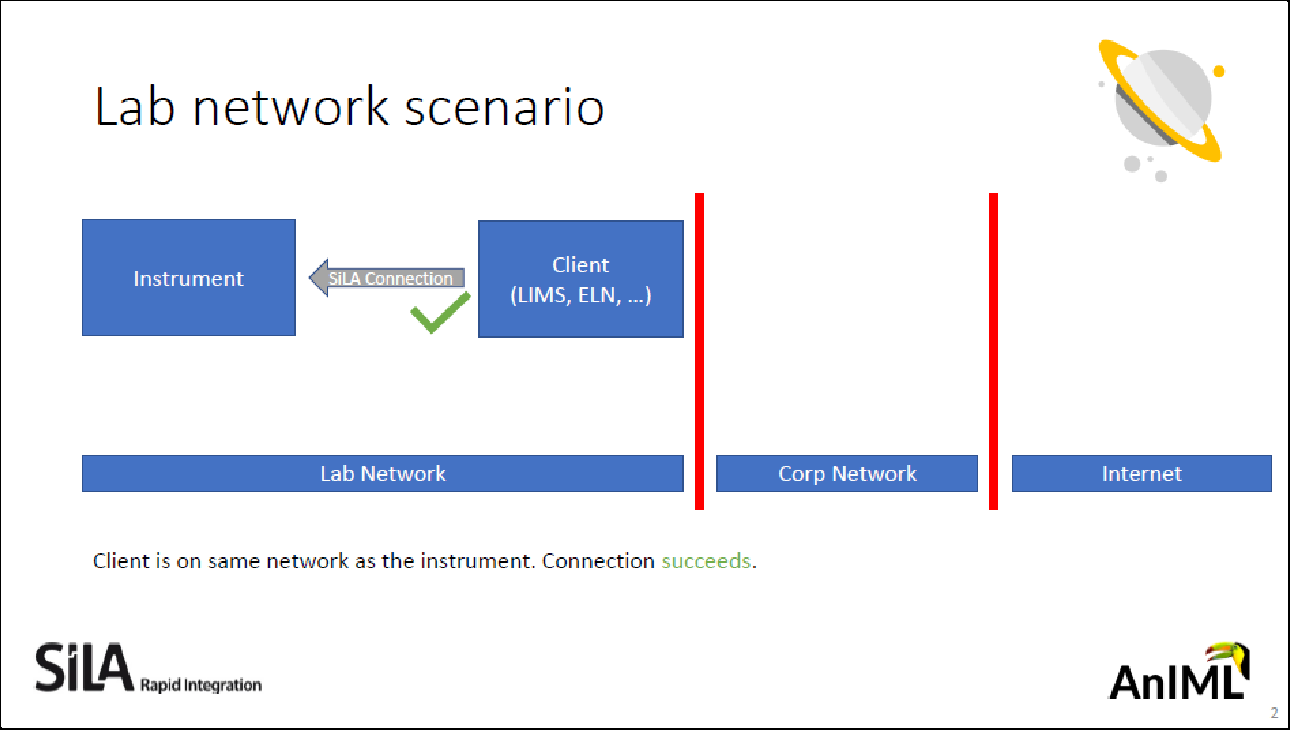 Lab network scenario
Instrument
SiLA Connection
Client
(LIMS, ELN, ...)
Lab Network
Corp Network
Internet
Client is on same network as the instrument. Connection succeeds.
SiLA Rapid Integration
AnIML
2